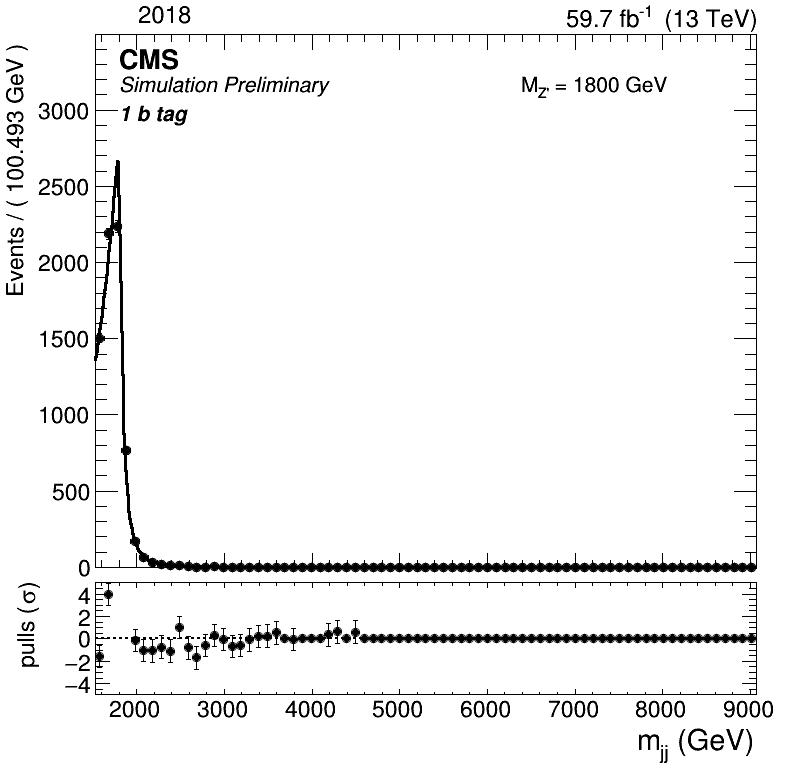 2018 59.7 fb⁻¹ (13 TeV)
CMS
Simulation Preliminary
M_Z' = 1800 GeV
1 b tag
Events / ( 100.493 GeV )
3000
2500
2000
1500
1000
500
0
pulls (σ)
4
2
0
−2
−4
2000 3000 4000 5000 6000 7000 8000 9000
m_jj (GeV)